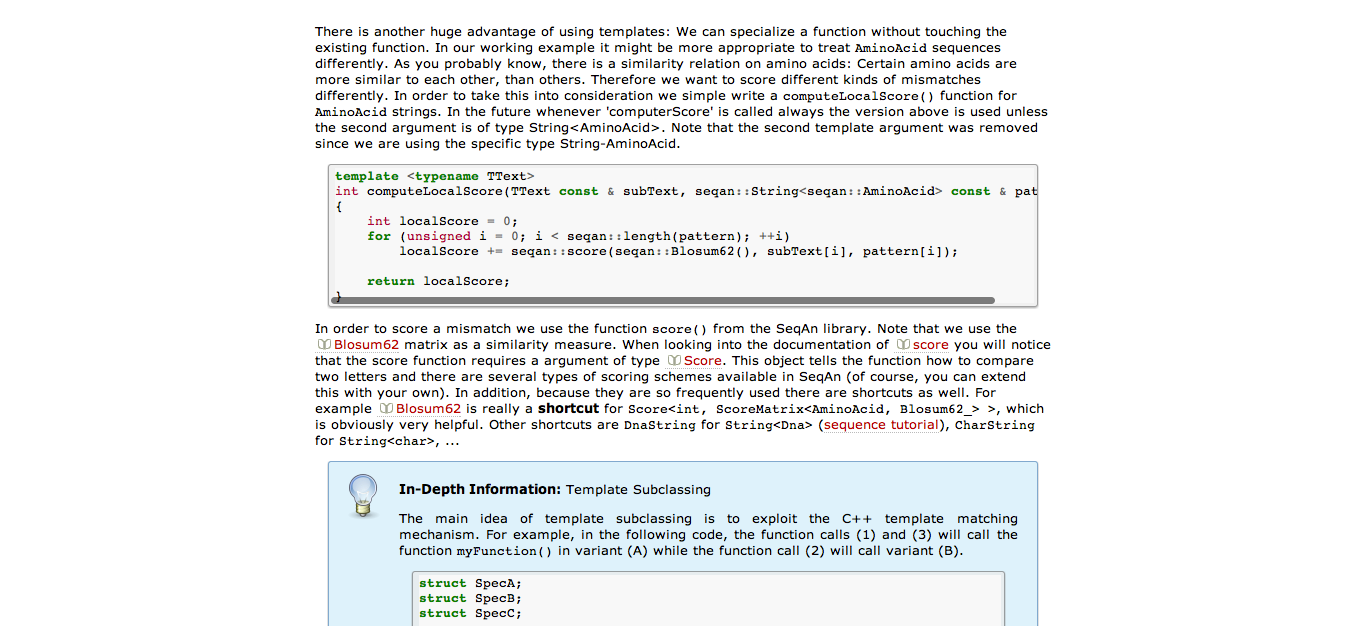 There is another huge advantage of using templates: We can specialize a function without touching the
existing function. In our working example it might be more appropriate to treat AminoAcid sequences
differently. As you probably know, there is a similarity relation on amino acids: Certain amino acids are
more similar to each other, than others. Therefore we want to score different kinds of mismatches
differently. In order to take this into consideration we simple write a computeLocalScore() function for
AminoAcid strings. In the future whenever 'computerScore' is called always the version above is used unless
the second argument is of type String<AminoAcid>. Note that the second template argument was removed
since we are using the specific type String-AminoAcid.
template <typename TText>
int computeLocalScore(TText const & subText, seqan::String<seqan::AminoAcid> const & pat
{
    int localScore = 0;
    for (unsigned i = 0; i < seqan::length(pattern); ++i)
        localScore += seqan::score(seqan::Blosum62(), subText[i], pattern[i]);
    return localScore;
}
In order to score a mismatch we use the function score() from the SeqAn library. Note that we use the
Blosum62 matrix as a similarity measure. When looking into the documentation of score you will notice
that the score function requires a argument of type Score. This object tells the function how to compare
two letters and there are several types of scoring schemes available in SeqAn (of course, you can extend
this with your own). In addition, because they are so frequently used there are shortcuts as well. For
example Blosum62 is really a shortcut for Score<int, ScoreMatrix<AminoAcid, Blosum62_> >, which
is obviously very helpful. Other shortcuts are DnaString for String<Dna> (sequence tutorial), CharString
for String<char>, ...
In-Depth Information: Template Subclassing
The main idea of template subclassing is to exploit the C++ template matching
mechanism. For example, in the following code, the function calls (1) and (3) will call the
function myFunction() in variant (A) while the function call (2) will call variant (B).
struct SpecA;
struct SpecB;
struct SpecC;